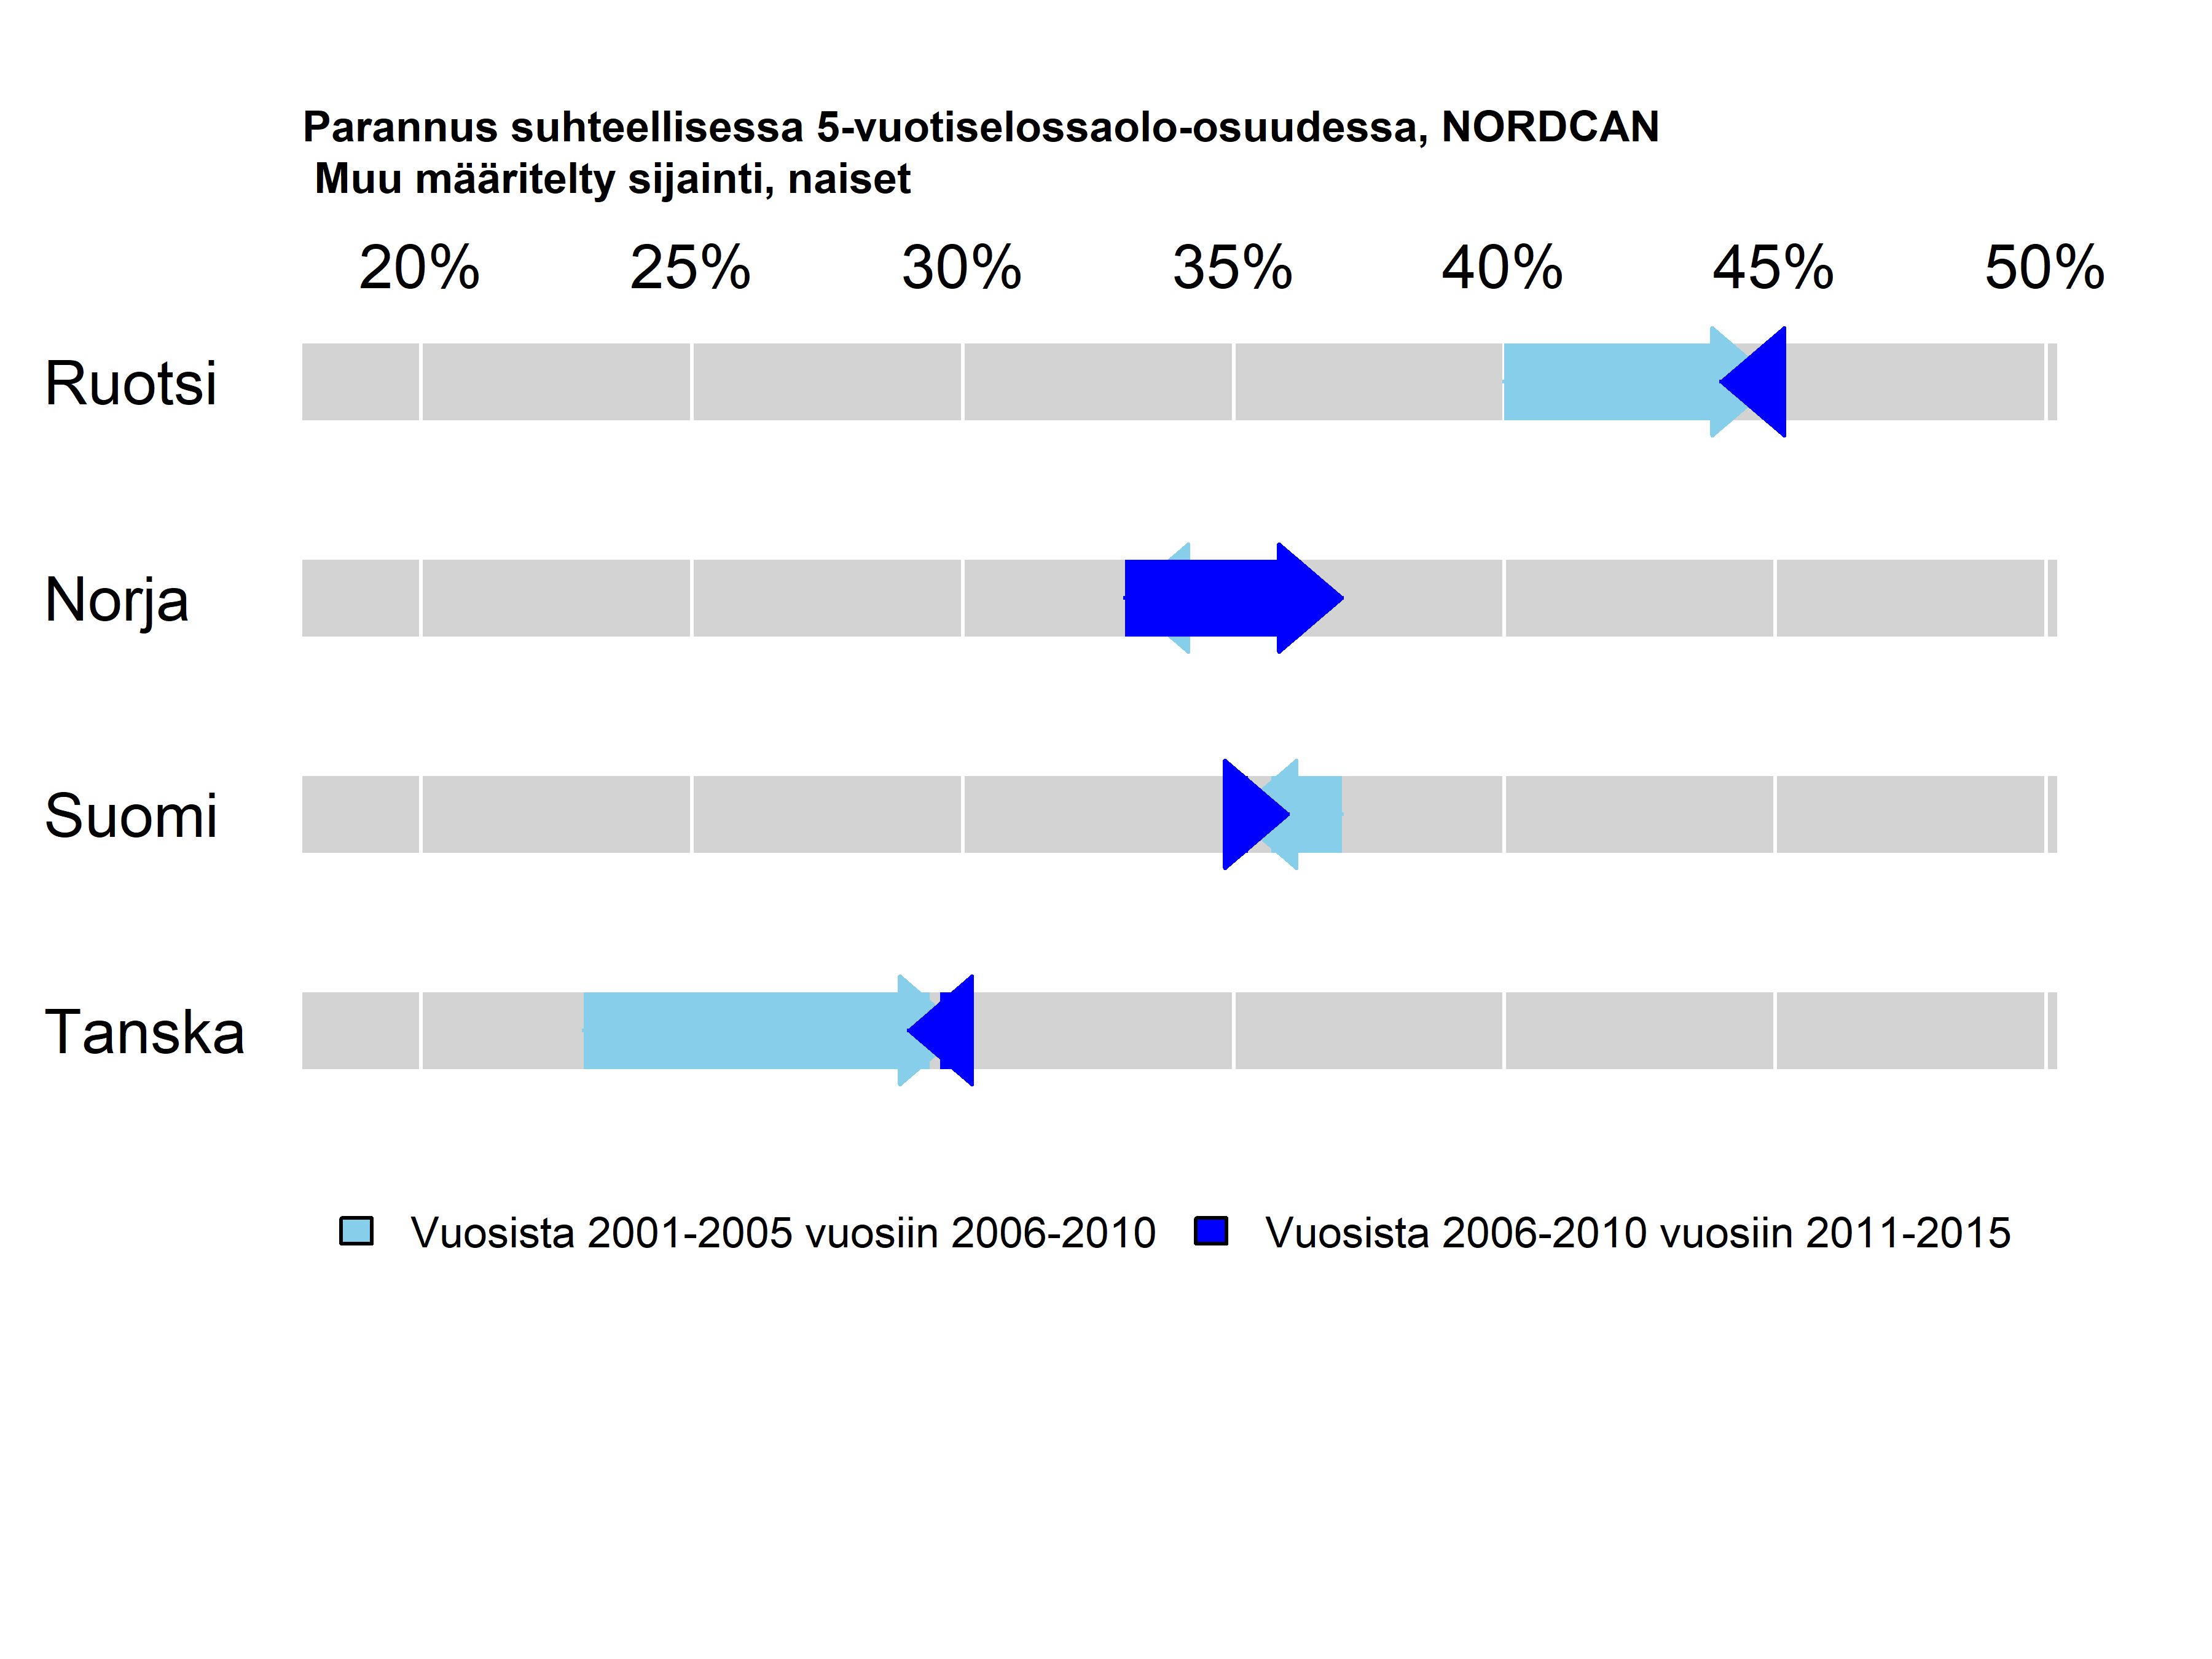 Parannus suhteellisessa 5-vuotiselossaolo-osuudessa, NORDCAN
Muu määritelty sijainti, naiset
20% 25% 30% 35% 40% 45% 50%
Ruotsi
Norja
Suomi
Tanska
Vuosista 2001-2005 vuosiin 2006-2010 Vuosista 2006-2010 vuosiin 2011-2015